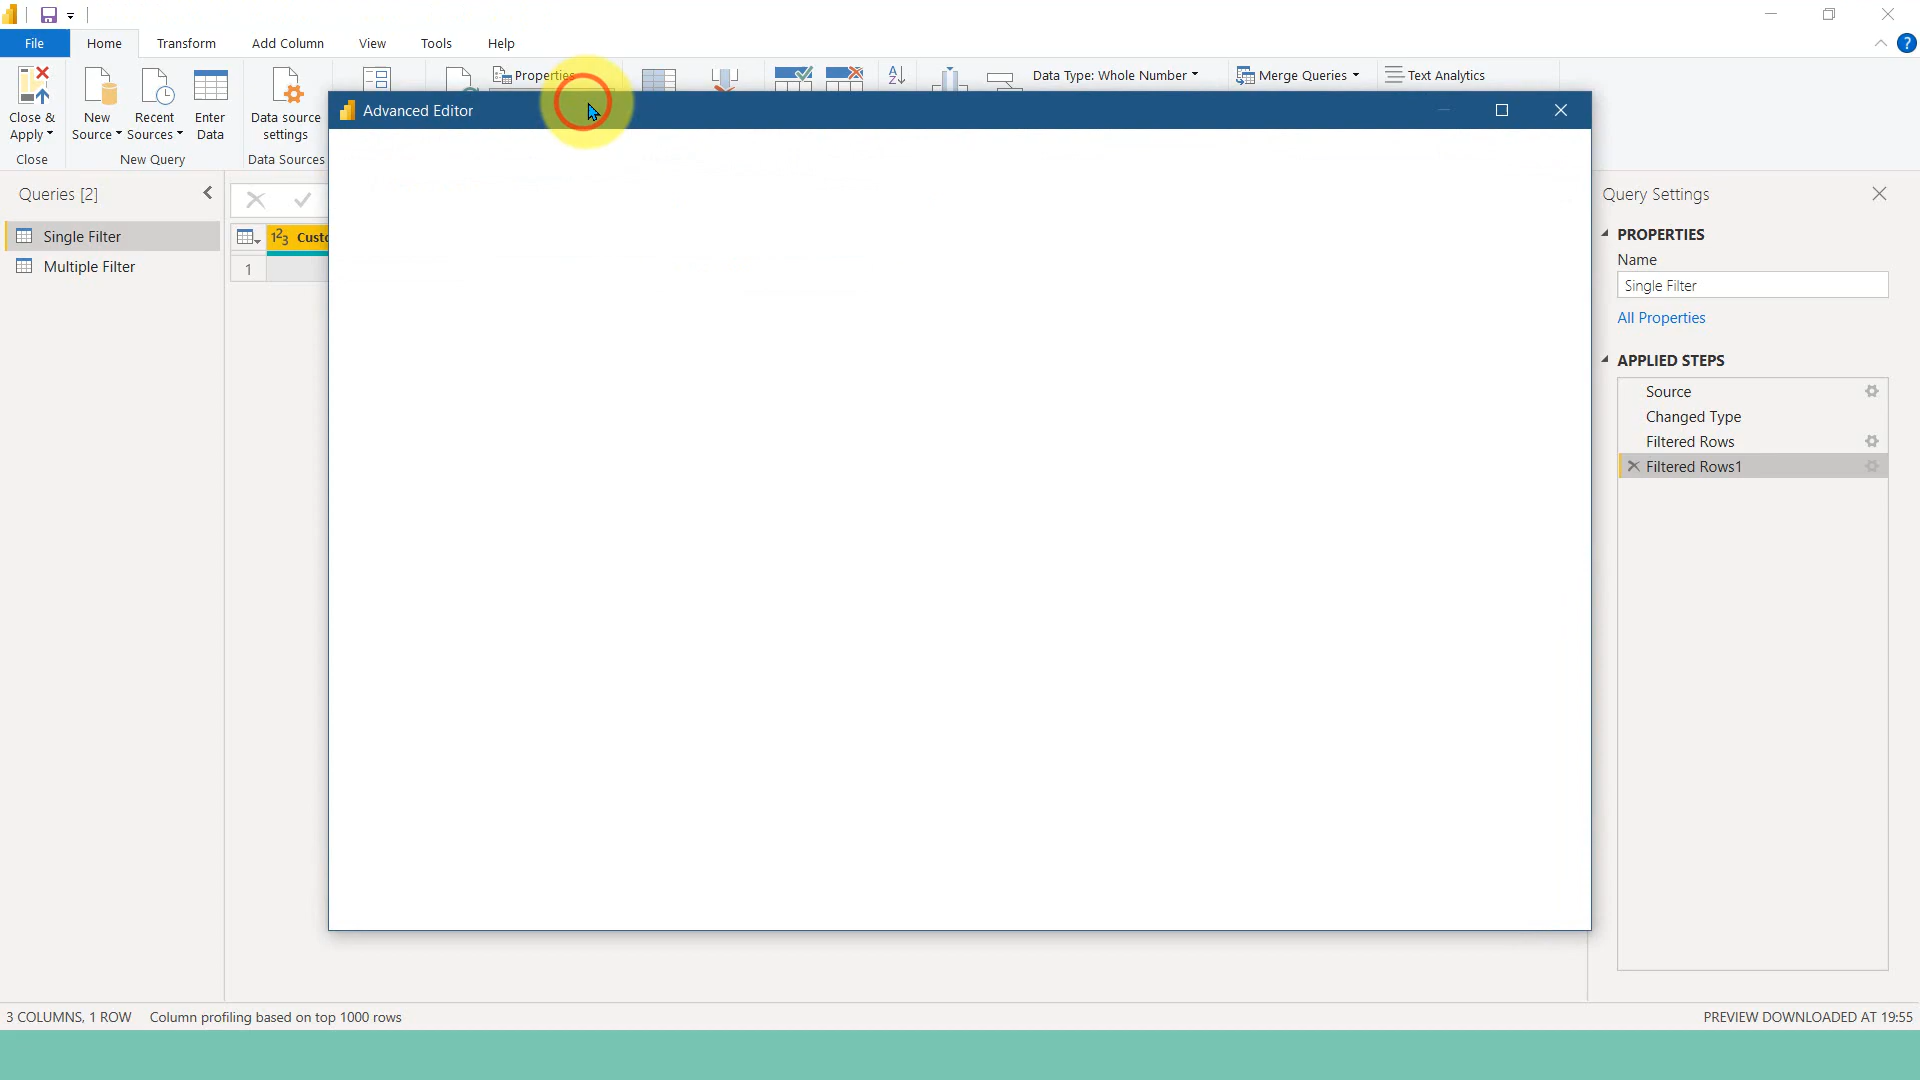 File Home Transform Add Column View Tools Help
Properties
Data Type: Whole Number
Merge Queries
Text Analytics
Close &
Apply
New
Source
Recent
Sources
Enter
Data
Data source
settings
Close
New Query
Data Sources
Advanced Editor
Queries [2]
Single Filter
Multiple Filter
1
Query Settings
PROPERTIES
Name
Single Filter
All Properties
APPLIED STEPS
Source
Changed Type
Filtered Rows
Filtered Rows1
3 COLUMNS, 1 ROW
Column profiling based on top 1000 rows
PREVIEW DOWNLOADED AT 19:55